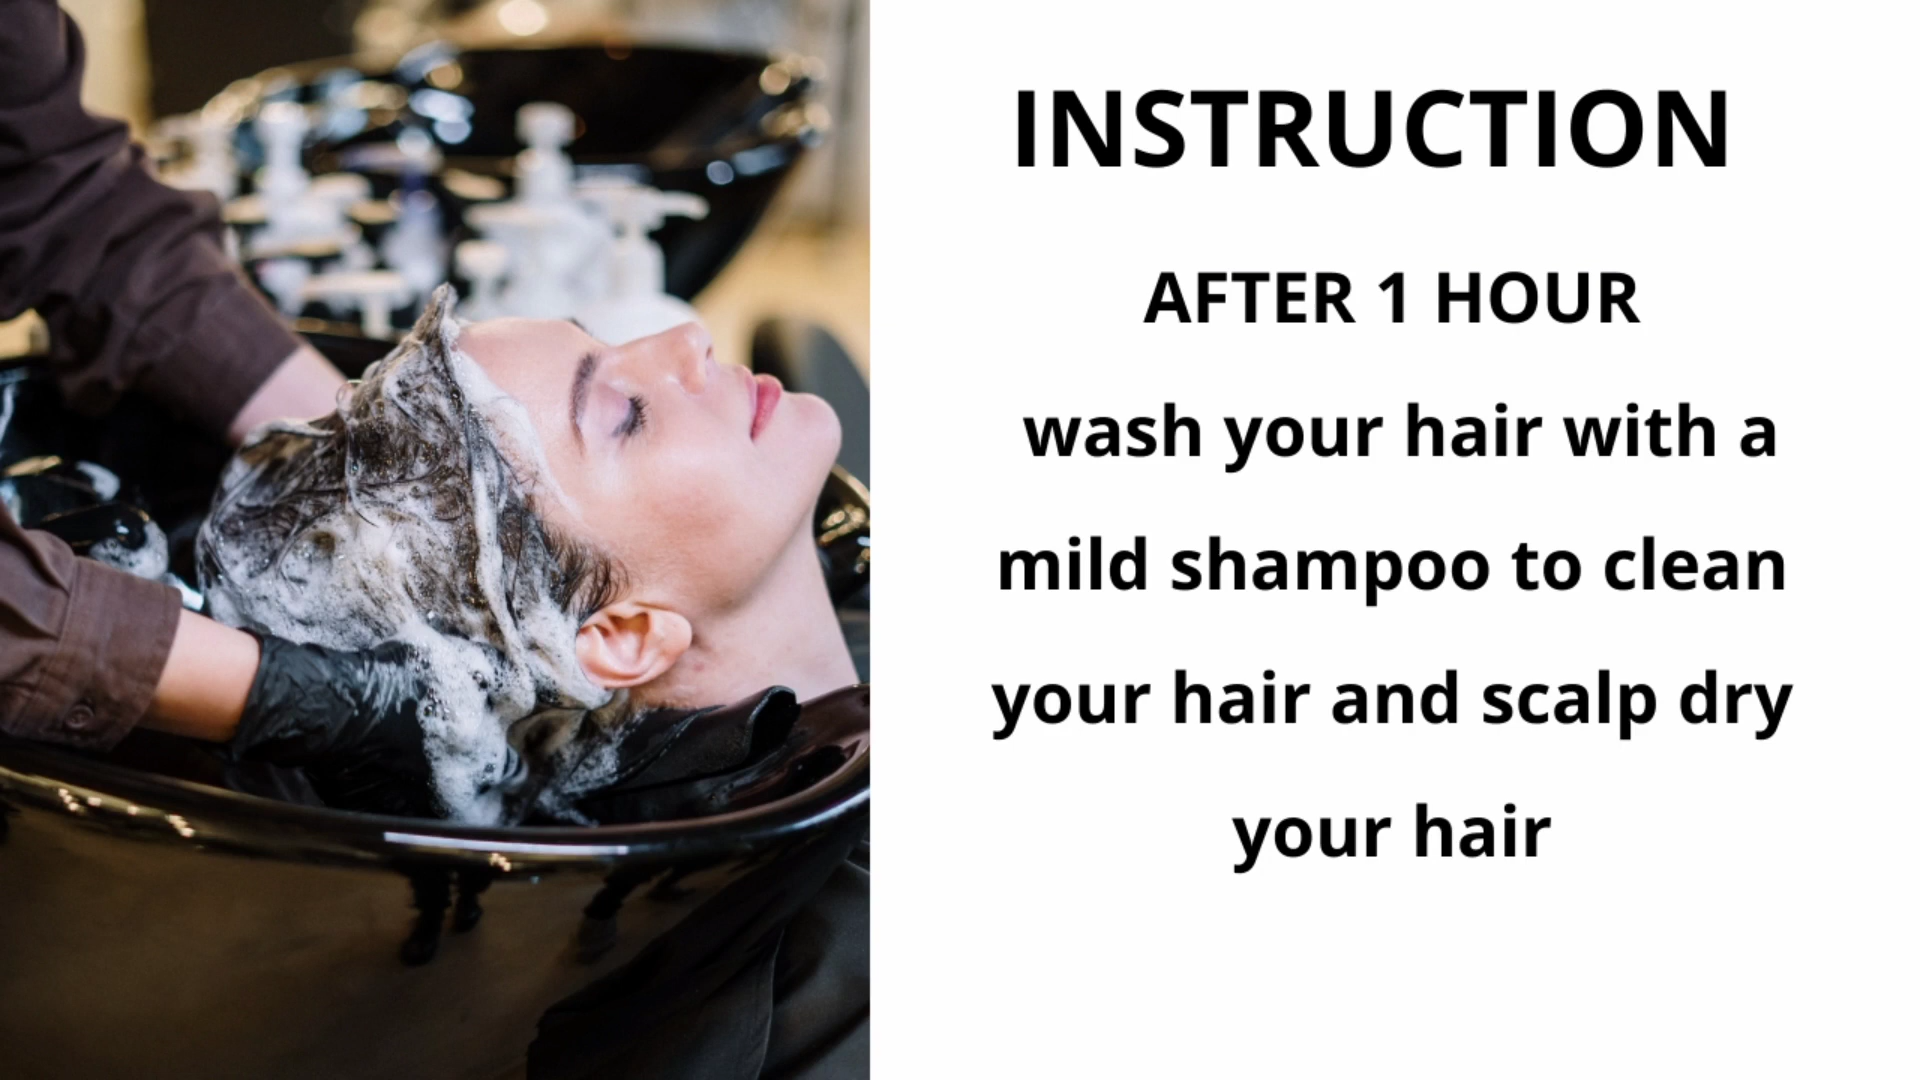 INSTRUCTION
AFTER 1 HOUR
wash your hair with a
mild shampoo to clean
your hair and scalp dry
your hair